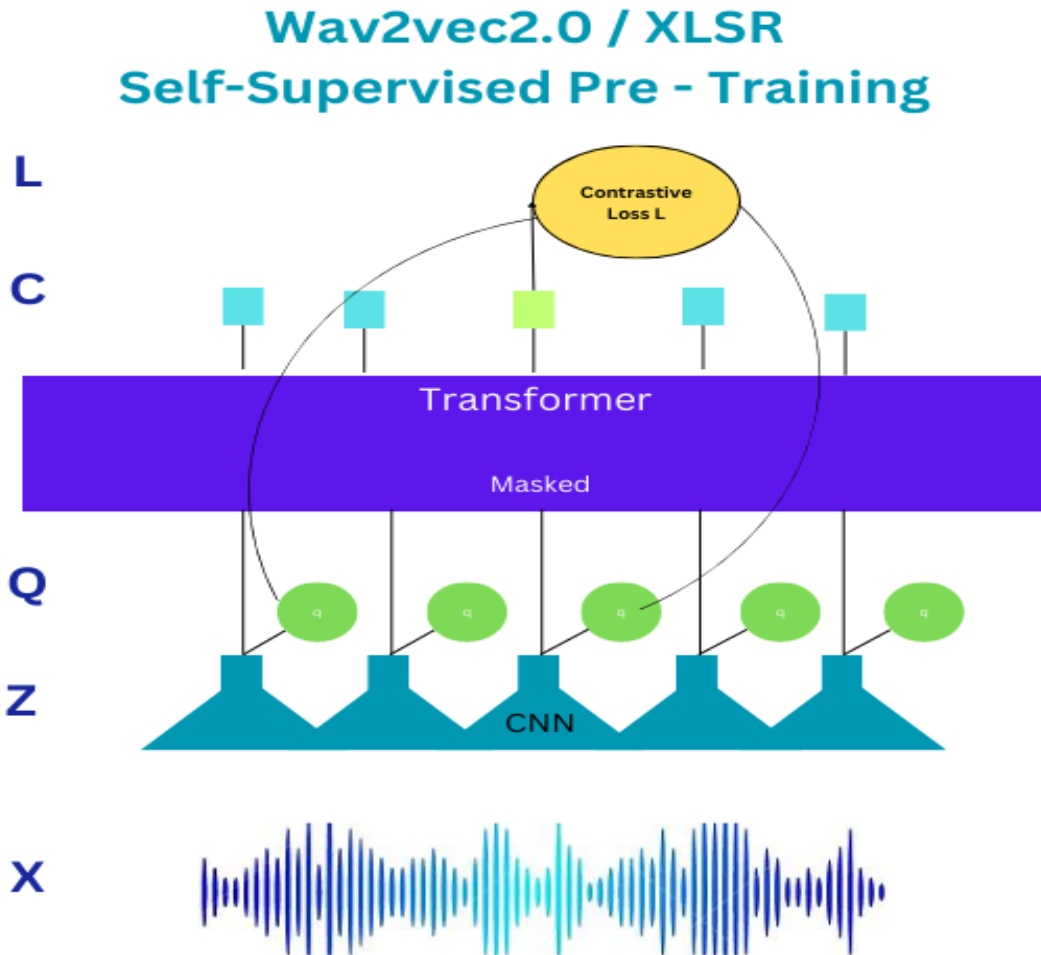 Wav2vec2.0 / XLSR
Self-Supervised Pre - Training
L
Contrastive
Loss L
C
Transformer
Masked
Q
q
q
q
q
q
Z
CNN
X